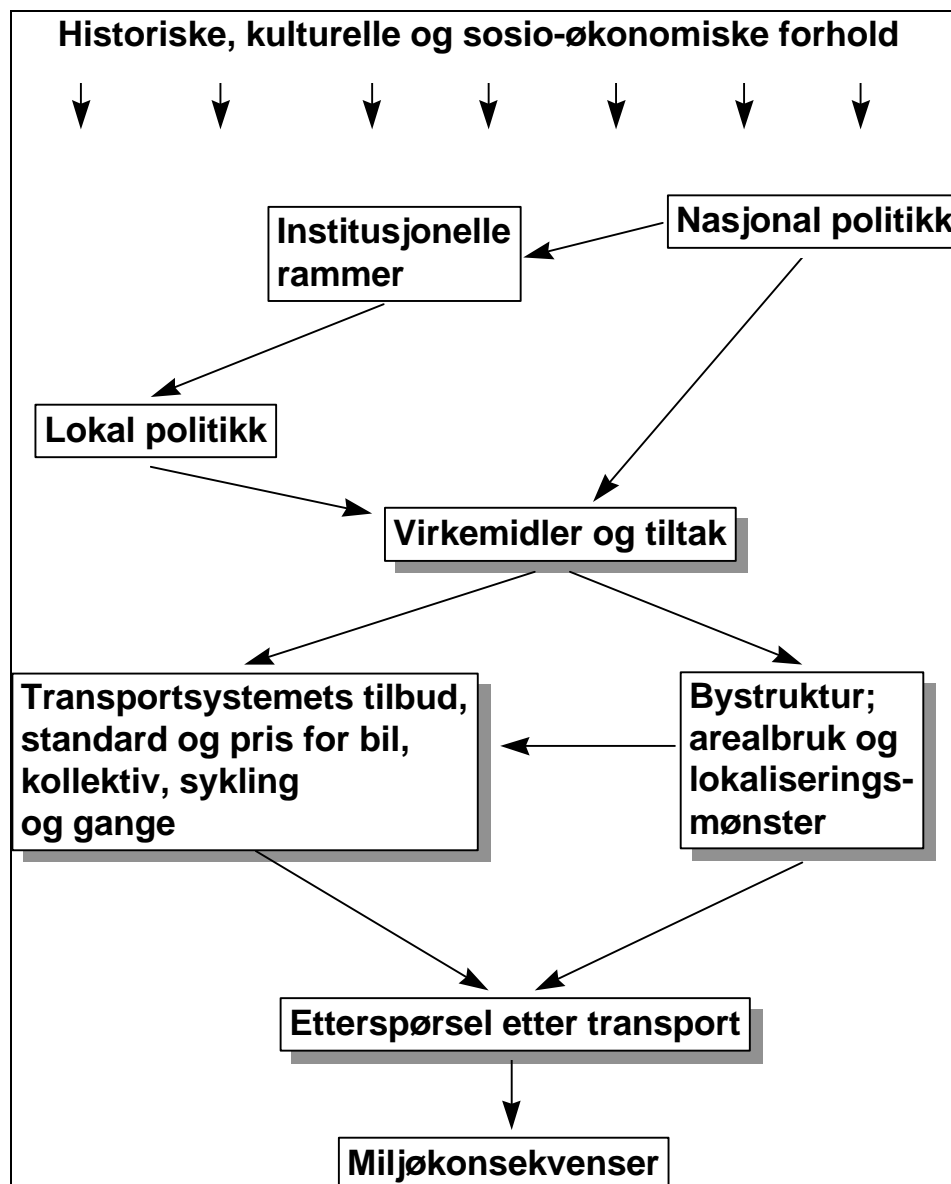 Historiske, kulturelle og sosio-økonomiske forhold
Nasjonal politikk
Institusjonelle
rammer
Lokal politikk
Virkemidler og tiltak
Transportsystemets tilbud,
standard og pris for bil,
kollektiv, sykling
og gange
Bystruktur;
arealbruk og
lokaliserings-
mønster
Etterspørsel etter transport
Miljøkonsekvenser